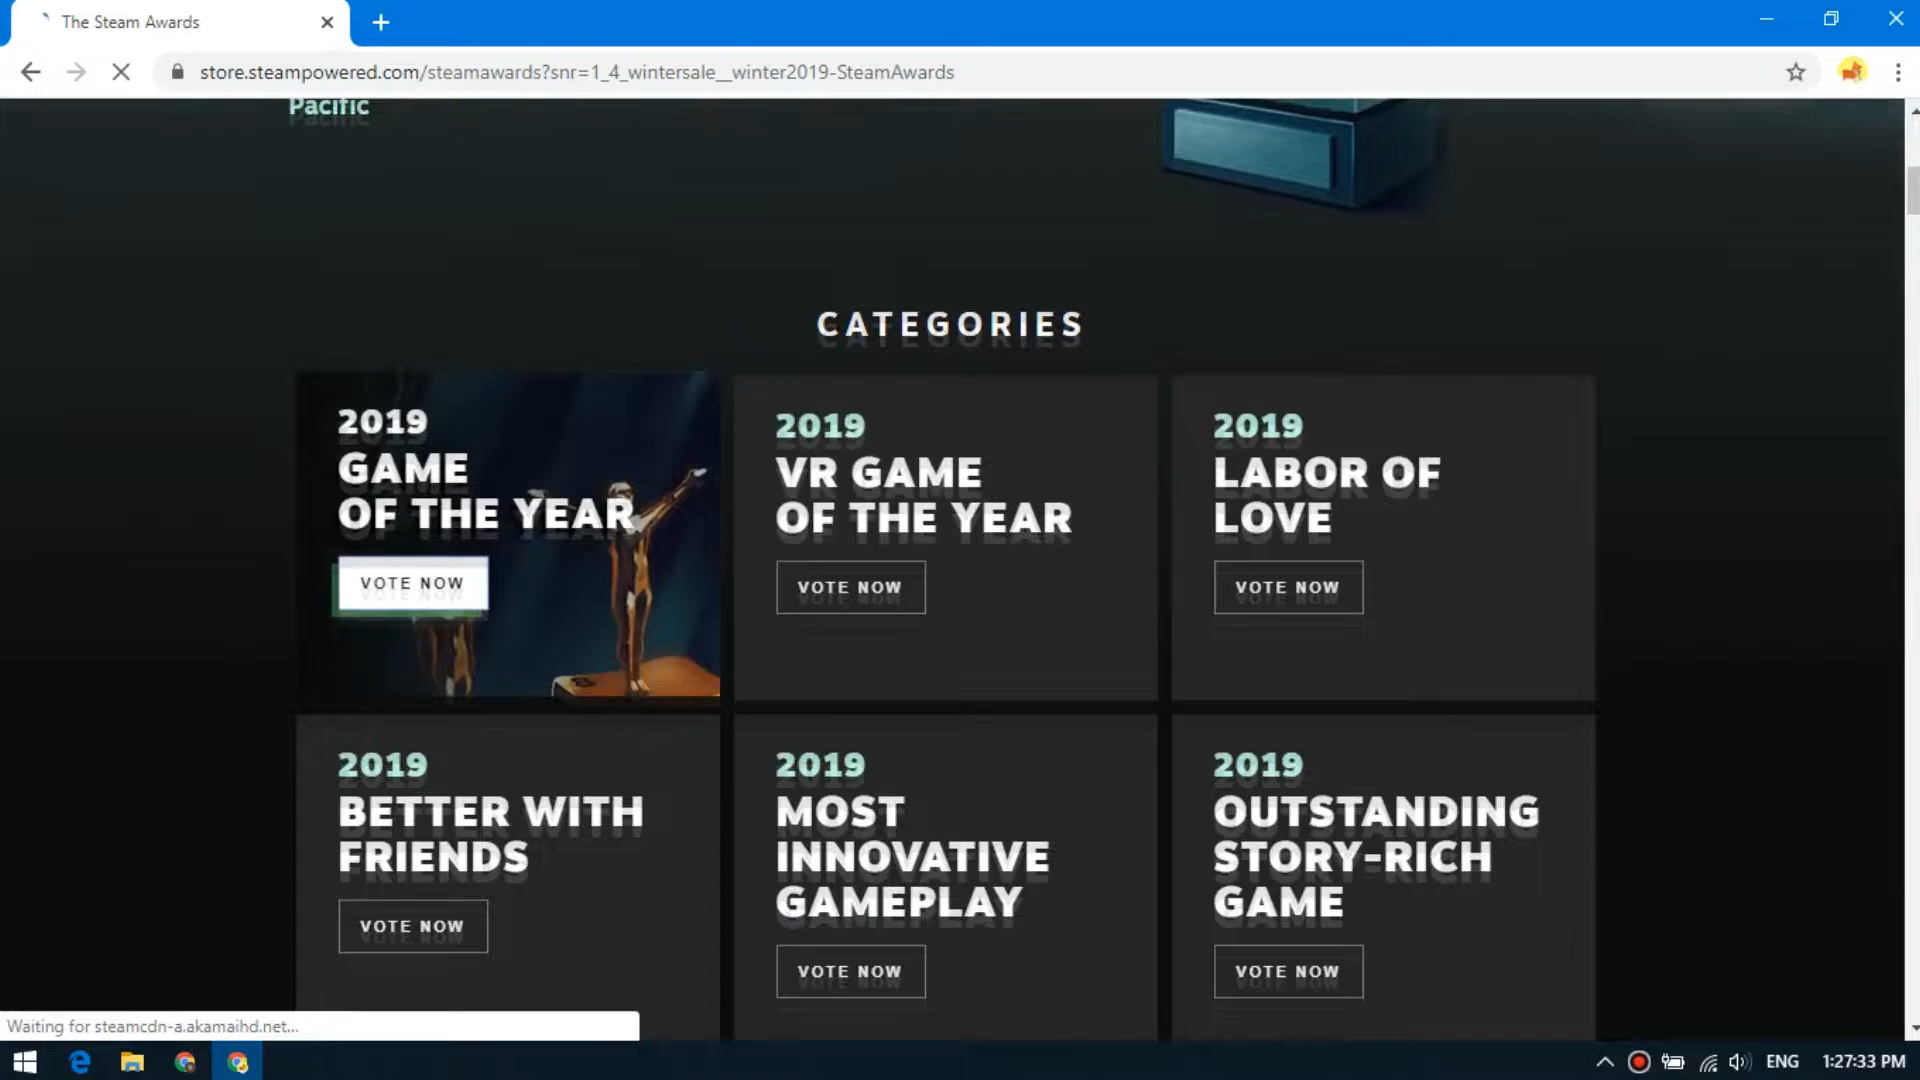 The Steam Awards
store.steampowered.com/steamawards?snr=1_4_wintersale__winter2019-SteamAwards
Pacific
CATEGORIES
2019
GAME
OF THE YEAR
VOTE NOW
2019
VR GAME
OF THE YEAR
VOTE NOW
2019
LABOR OF
LOVE
VOTE NOW
2019
BETTER WITH
FRIENDS
VOTE NOW
2019
MOST
INNOVATIVE
GAMEPLAY
VOTE NOW
2019
OUTSTANDING
STORY-RICH
GAME
VOTE NOW
Waiting for steamcdn-a.akamaihd.net...
ENG
1:27:33 PM